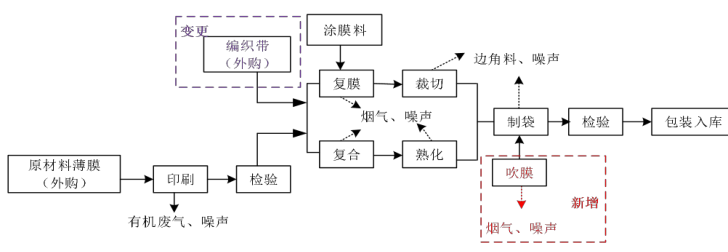 变更
编织带
（外购）
涂膜料
复膜
裁切
边角料、噪声
烟气、噪声
制袋
检验
包装入库
复合
熟化
原材料薄膜
（外购）
印刷
检验
有机废气、噪声
吹膜
新增
烟气、噪声